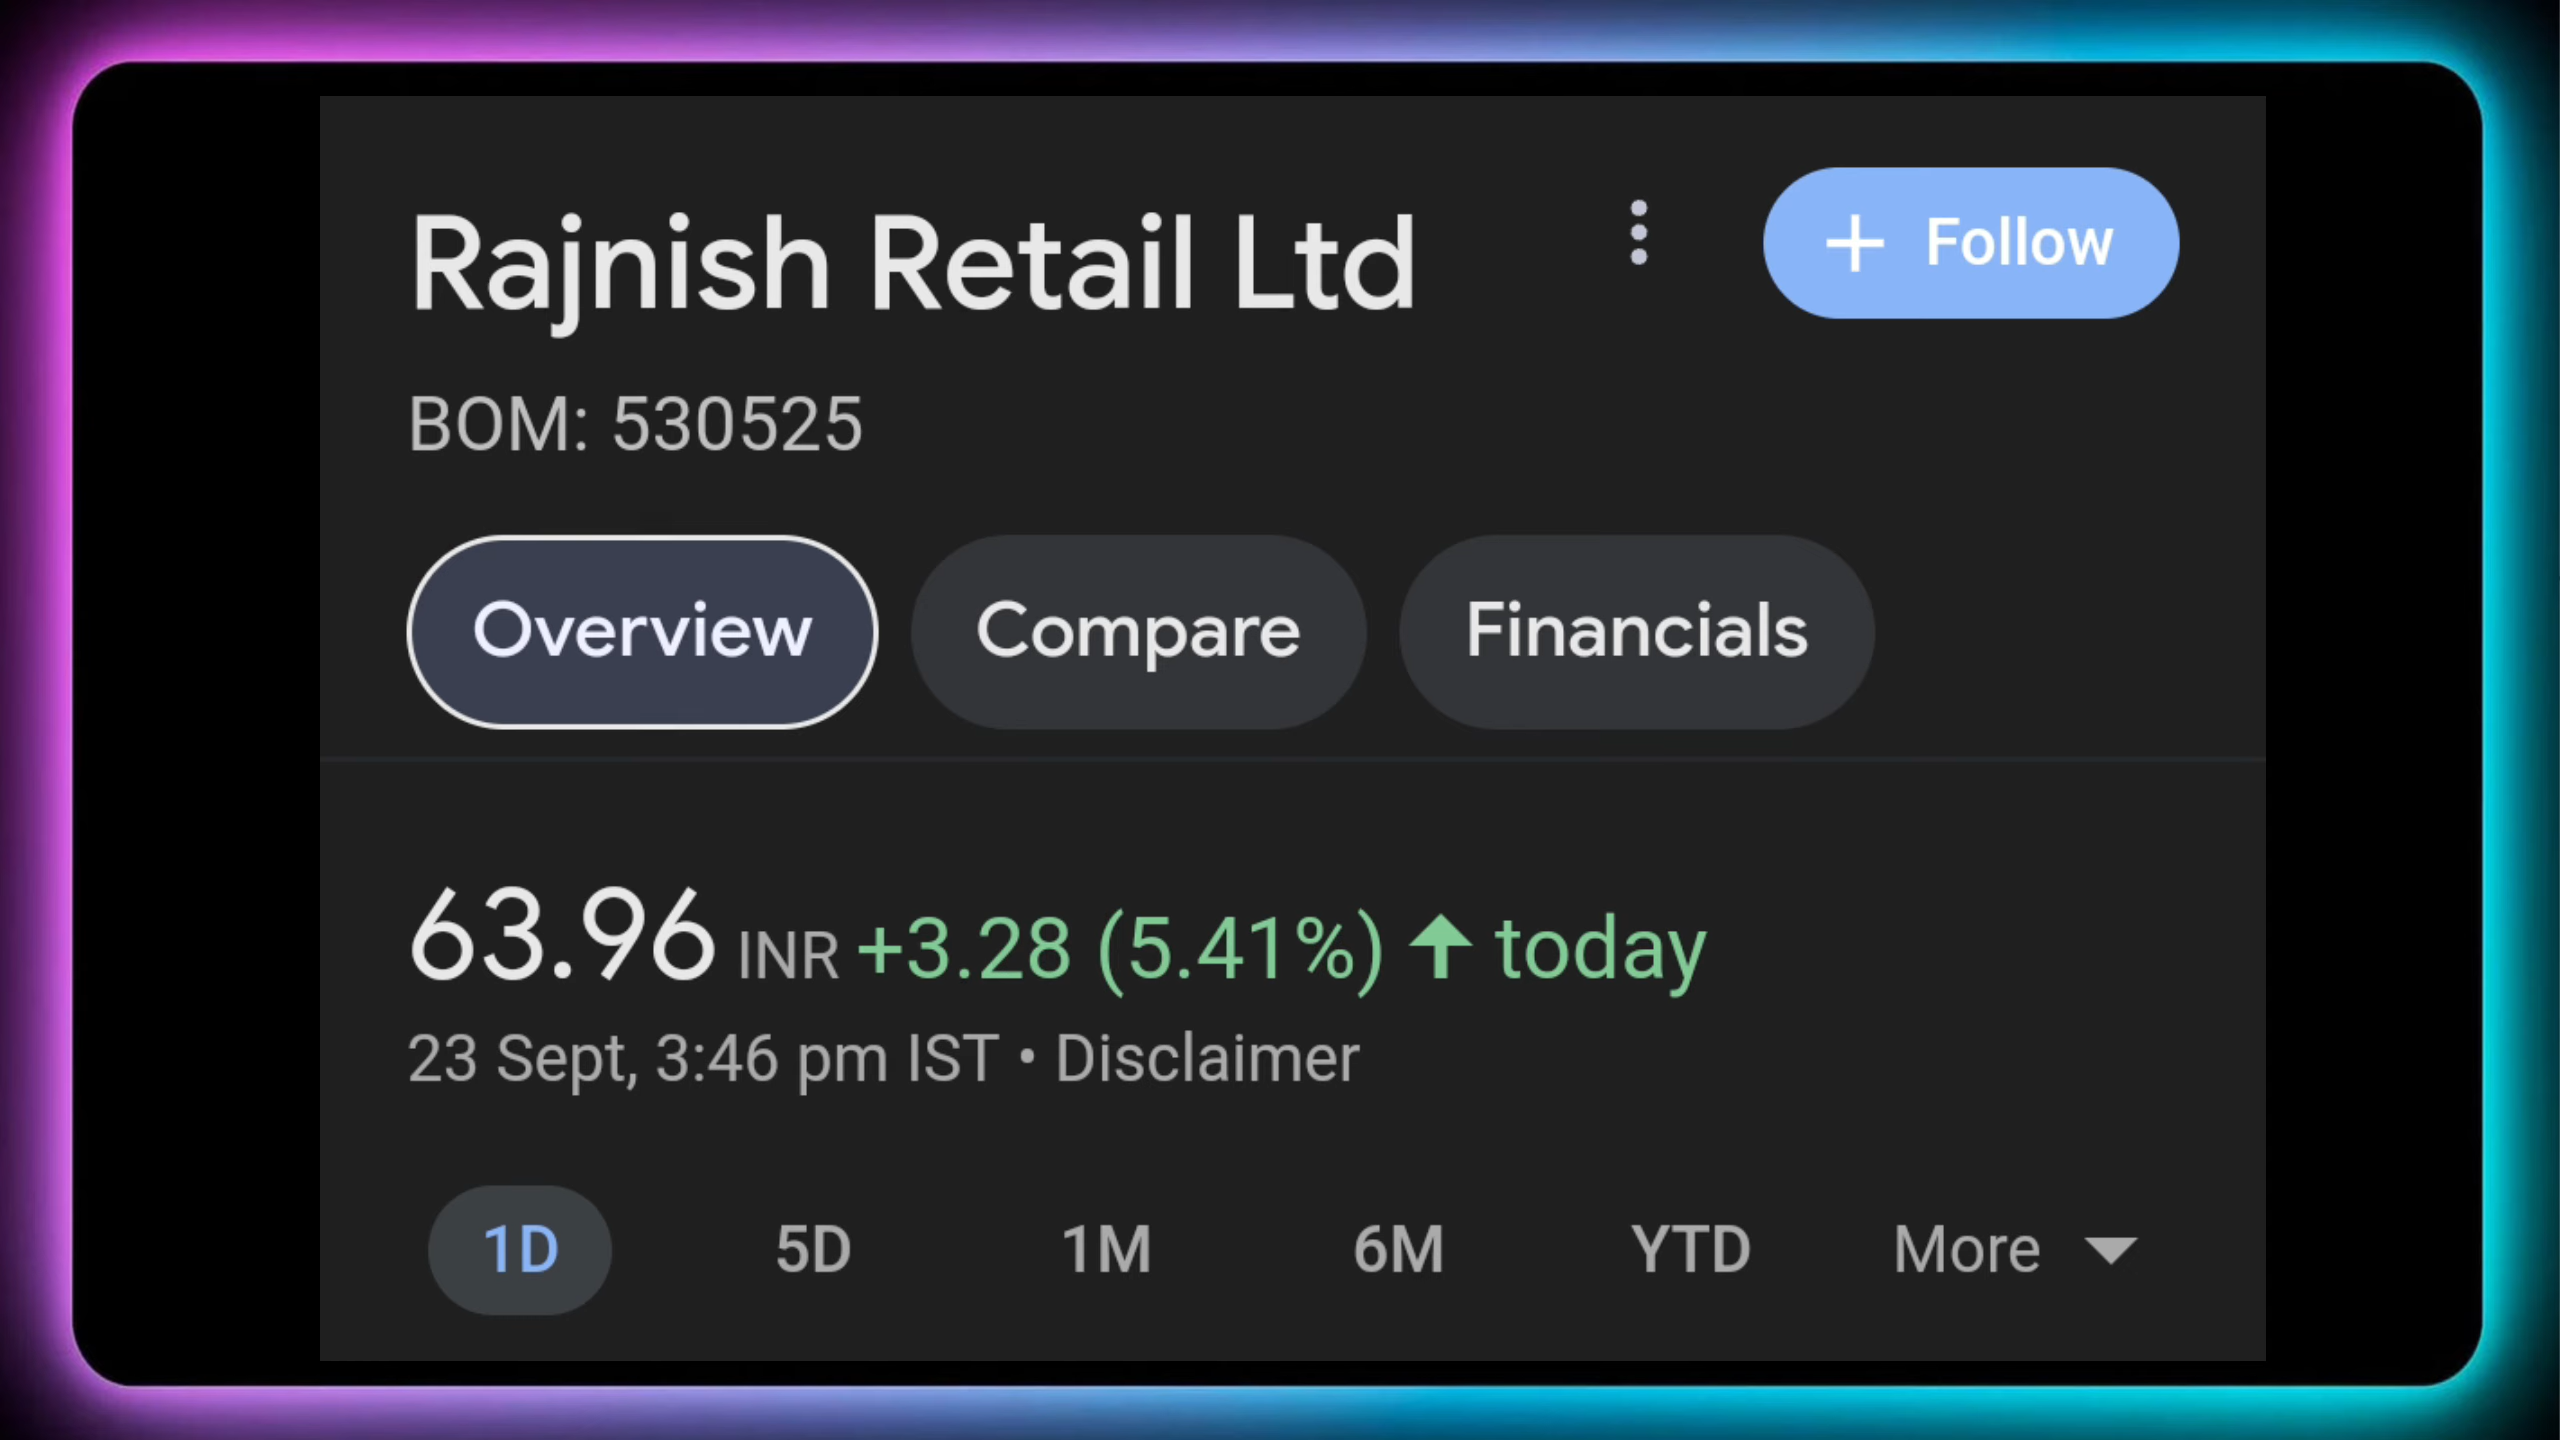 Rajnish Retail Ltd
+ Follow
BOM: 530525
Overview Compare Financials
63.96 INR +3.28 (5.41%) ↑ today
23 Sept, 3:46 pm IST • Disclaimer
1D 5D 1M 6M YTD More